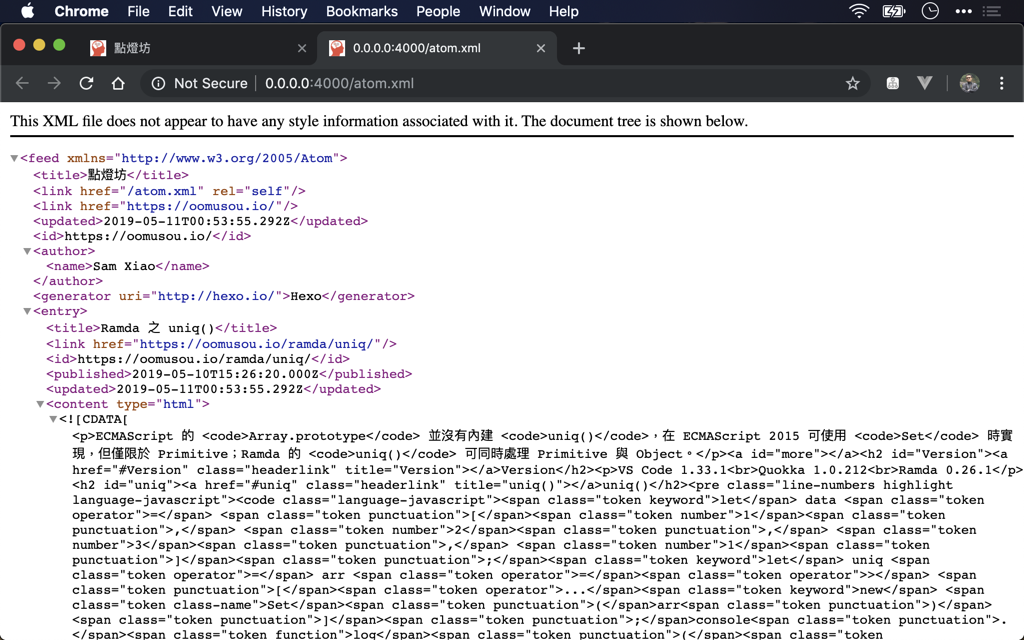 Chrome File Edit View History Bookmarks People Window Help
點燈坊
0.0.0.0:4000/atom.xml
Not Secure 0.0.0.0:4000/atom.xml
This XML file does not appear to have any style information associated with it. The document tree is shown below.
<feed xmlns="http://www.w3.org/2005/Atom">
<title>點燈坊</title>
<link href="/atom.xml" rel="self"/>
<link href="https://oomusou.io/"/>
<updated>2019-05-11T00:53:55.292Z</updated>
<id>https://oomusou.io/</id>
<author>
<name>Sam Xiao</name>
</author>
<generator uri="http://hexo.io/">Hexo</generator>
<entry>
<title>Ramda 之 uniq()</title>
<link href="https://oomusou.io/ramda/uniq/"/>
<id>https://oomusou.io/ramda/uniq/</id>
<published>2019-05-10T15:26:20.000Z</published>
<updated>2019-05-11T00:53:55.292Z</updated>
<content type="html">
<![CDATA[
<p>ECMAScript 的 <code>Array.prototype</code> 並沒有內建 <code>uniq()</code>，在 ECMAScript 2015 可使用 <code>Set</code> 時實
現，但僅限於 Primitive；Ramda 的 <code>uniq()</code> 可同時處理 Primitive 與 Object。</p><a id="more"></a><h2 id="Version"><a
href="#Version" class="headerlink" title="Version"></a>Version</h2><p>VS Code 1.33.1<br>Quokka 1.0.212<br>Ramda 0.26.1</p>
<h2 id="uniq"><a href="#uniq" class="headerlink" title="uniq()"></a>uniq()</h2><pre class="line-numbers highlight
language-javascript"><code class="language-javascript"><span class="token keyword">let</span> data <span class="token
operator">=</span> <span class="token punctuation">[</span><span class="token number">1</span><span class="token
punctuation">,</span> <span class="token number">2</span><span class="token punctuation">,</span> <span class="token
number">3</span><span class="token punctuation">,</span> <span class="token number">1</span><span class="token
punctuation">]</span><span class="token punctuation">;</span><span class="token keyword">let</span> uniq <span
class="token operator">=</span> arr <span class="token operator">=</span><span class="token operator">></span> <span
class="token punctuation">[</span><span class="token operator">...</span><span class="token keyword">new</span> <span
class="token class-name">Set</span><span class="token punctuation">(</span>arr<span class="token punctuation">)</span>
<span class="token punctuation">]</span><span class="token punctuation">;</span>console<span class="token punctuation">.
</span><span class="token function">log</span><span class="token punctuation">(</span><span class="token